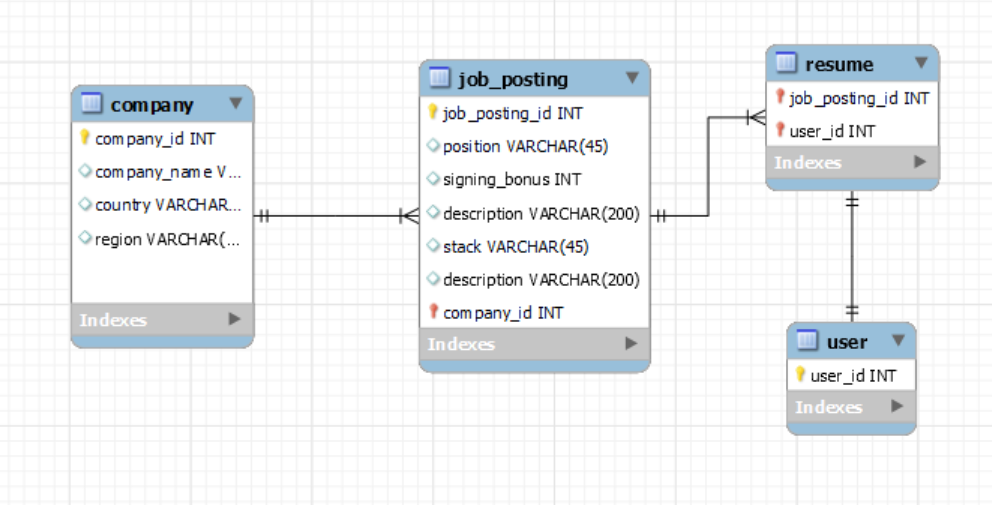 company
company_id INT
company_name V...
country VARCHAR...
region VARCHAR(...
Indexes
job_posting
job_posting_id INT
position VARCHAR(45)
signing_bonus INT
description VARCHAR(200)
stack VARCHAR(45)
description VARCHAR(200)
company_id INT
Indexes
resume
job_posting_id INT
user_id INT
Indexes
user
user_id INT
Indexes